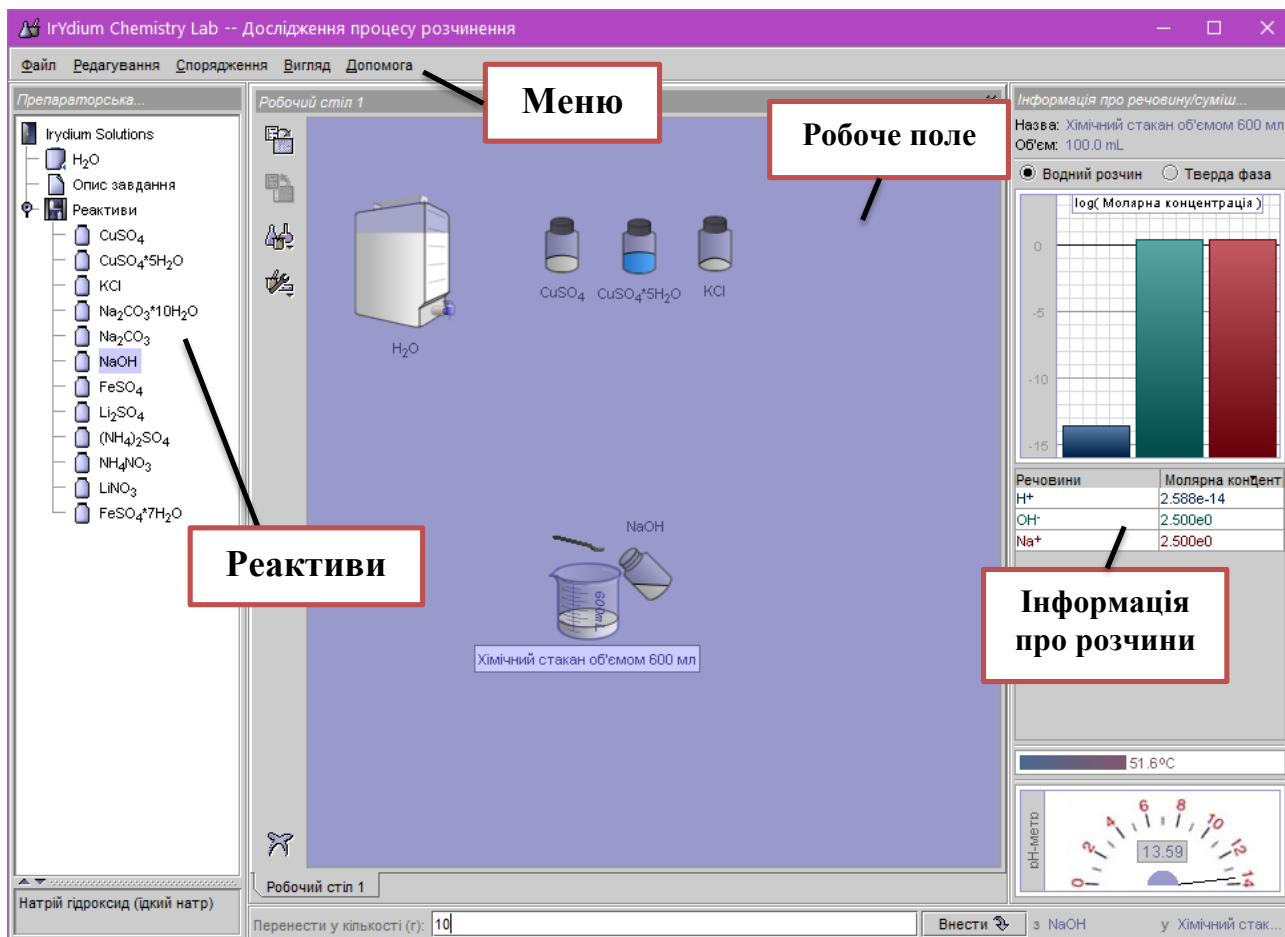 IrYdium Chemistry Lab -- Дослідження процесу розчинення
Файл Редагування Спорядження Вигляд Допомога
Меню
Препараторська...
Irydium Solutions
H₂O
Опис завдання
Реактиви
CuSO₄
CuSO₄*5H₂O
KCl
Na₂CO₃*10H₂O
Na₂CO₃
NaOH
FeSO₄
Li₂SO₄
(NH₄)₂SO₄
NH₄NO₃
LiNO₃
FeSO₄*7H₂O
Реактиви
Натрій гідроксид (їдкий натр)
Робочий стіл 1
Робоче поле
H₂O
CuSO₄ CuSO₄*5H₂O KCl
NaOH
600mL
Хімічний стакан об'ємом 600 мл
Робочий стіл 1
Перенести у кількості (г): 10 Внести з NaOH у Хімічний стак...
Інформація про речовину/суміш...
Назва: Хімічний стакан об'ємом 600 мл
Об'єм: 100.0 mL
Водний розчин Тверда фаза
log( Молярна концентрація )
0
-5
-10
-15
Речовини Молярна концент
H+ 2.588e-14
OH- 2.500e0
Na+ 2.500e0
Інформація
про розчини
51.6ºC
pH-метр
0 2 4 6 8 10 12 14
13.59